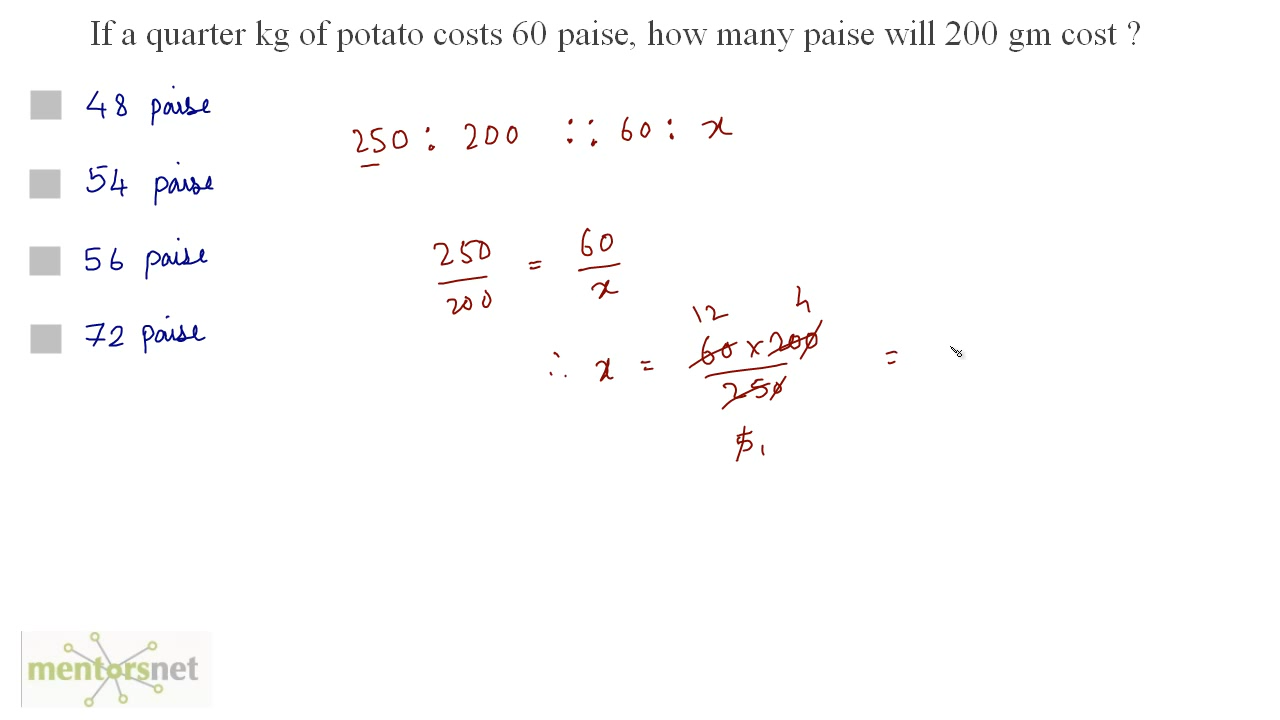 If a quarter kg of potato costs 60 paise, how many paise will 200 gm cost ?
48 paise
250 : 200 :: 60 : x
54 paise
56 paise
250/200 = 60/x
72 paise
12 4
∴ x = 60 x 200 / 250 =
5 1
mentorsnet